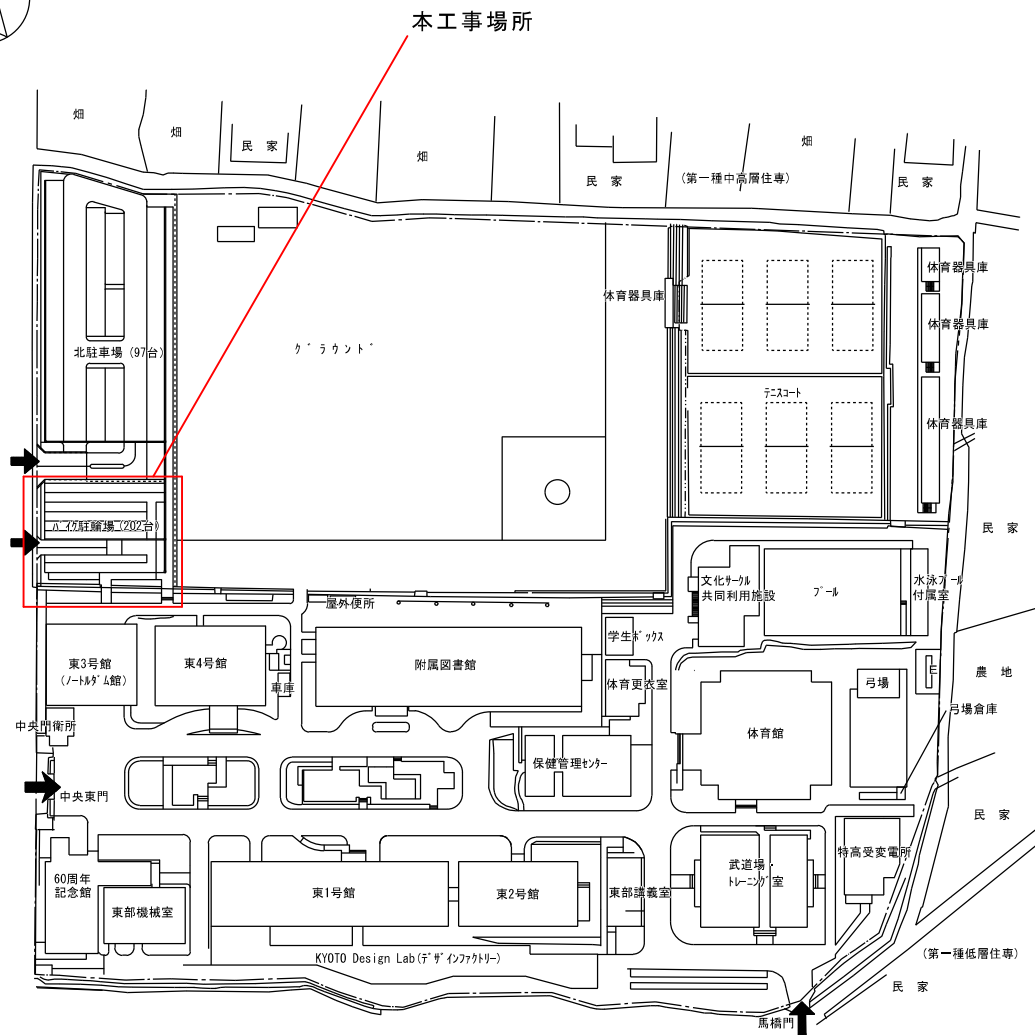 本工事場所
畑
畑
民　家
畑
民　家
(第一種中高層住専)
畑
民　家
体育器具庫
体育器具庫
体育器具庫
体育器具庫
北駐車場 (97台)
グラウンド
テニスコート
バイク駐輪場(202台)
民　家
文化サークル
共同利用施設
プール
水泳プール
付属室
屋外便所
学生ボックス
東3号館
(ノートルダム館)
東4号館
車庫
附属図書館
体育更衣室
体育館
弓場
農　地
弓場倉庫
中央門衛所
保健管理センター
中央東門
民　家
60周年
記念館
東部機械室
東1号館
東2号館
東部講義室
武道場・
トレーニング室
特高受変電所
KYOTO Design Lab(デザインファクトリー)
(第一種低層住専)
民　家
馬橋門